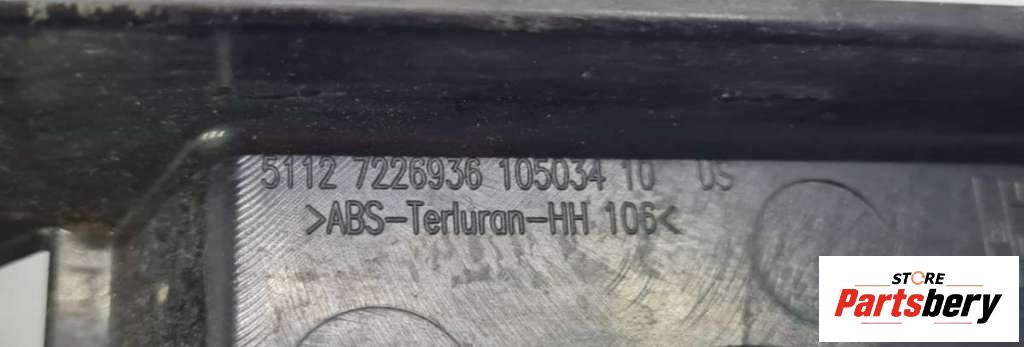 5112 7226936 105034 10 US
>ABS-Terluran-HH 106<
STORE
Partsbery